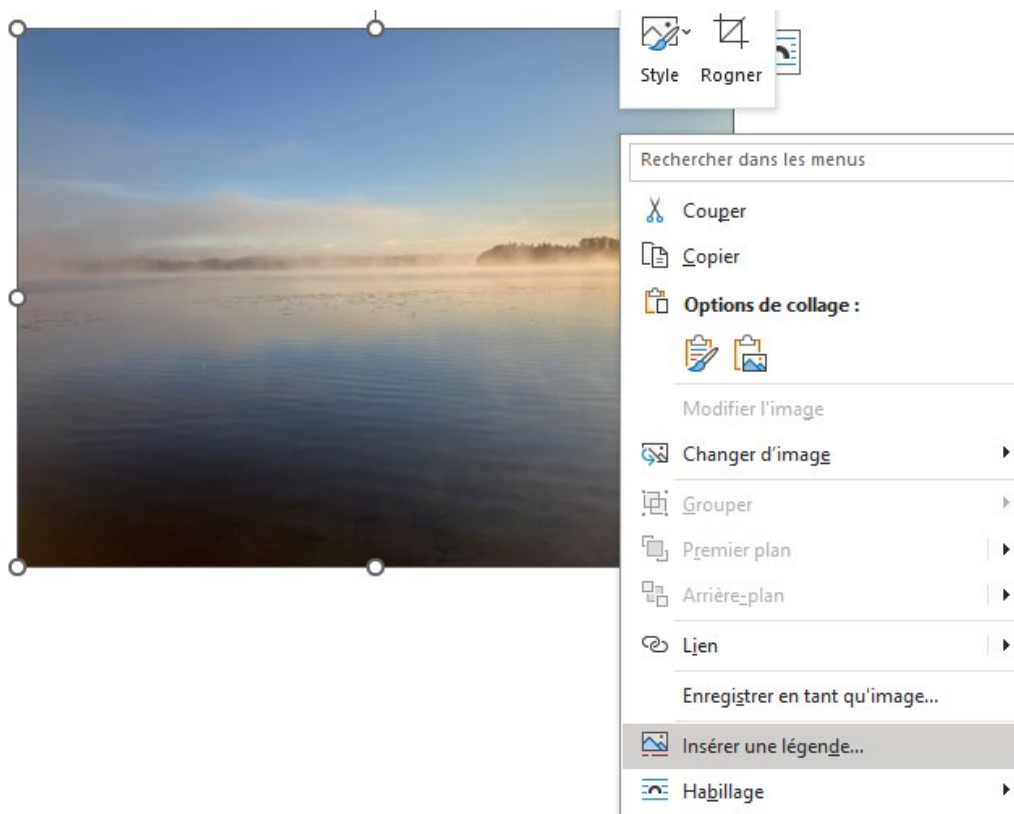 Style Rogner
Rechercher dans les menus
Couper
Copier
Options de collage :
Modifier l'image
Changer d'image
Grouper
Premier plan
Arrière-plan
Lien
Enregistrer en tant qu'image...
Insérer une légende...
Habillage